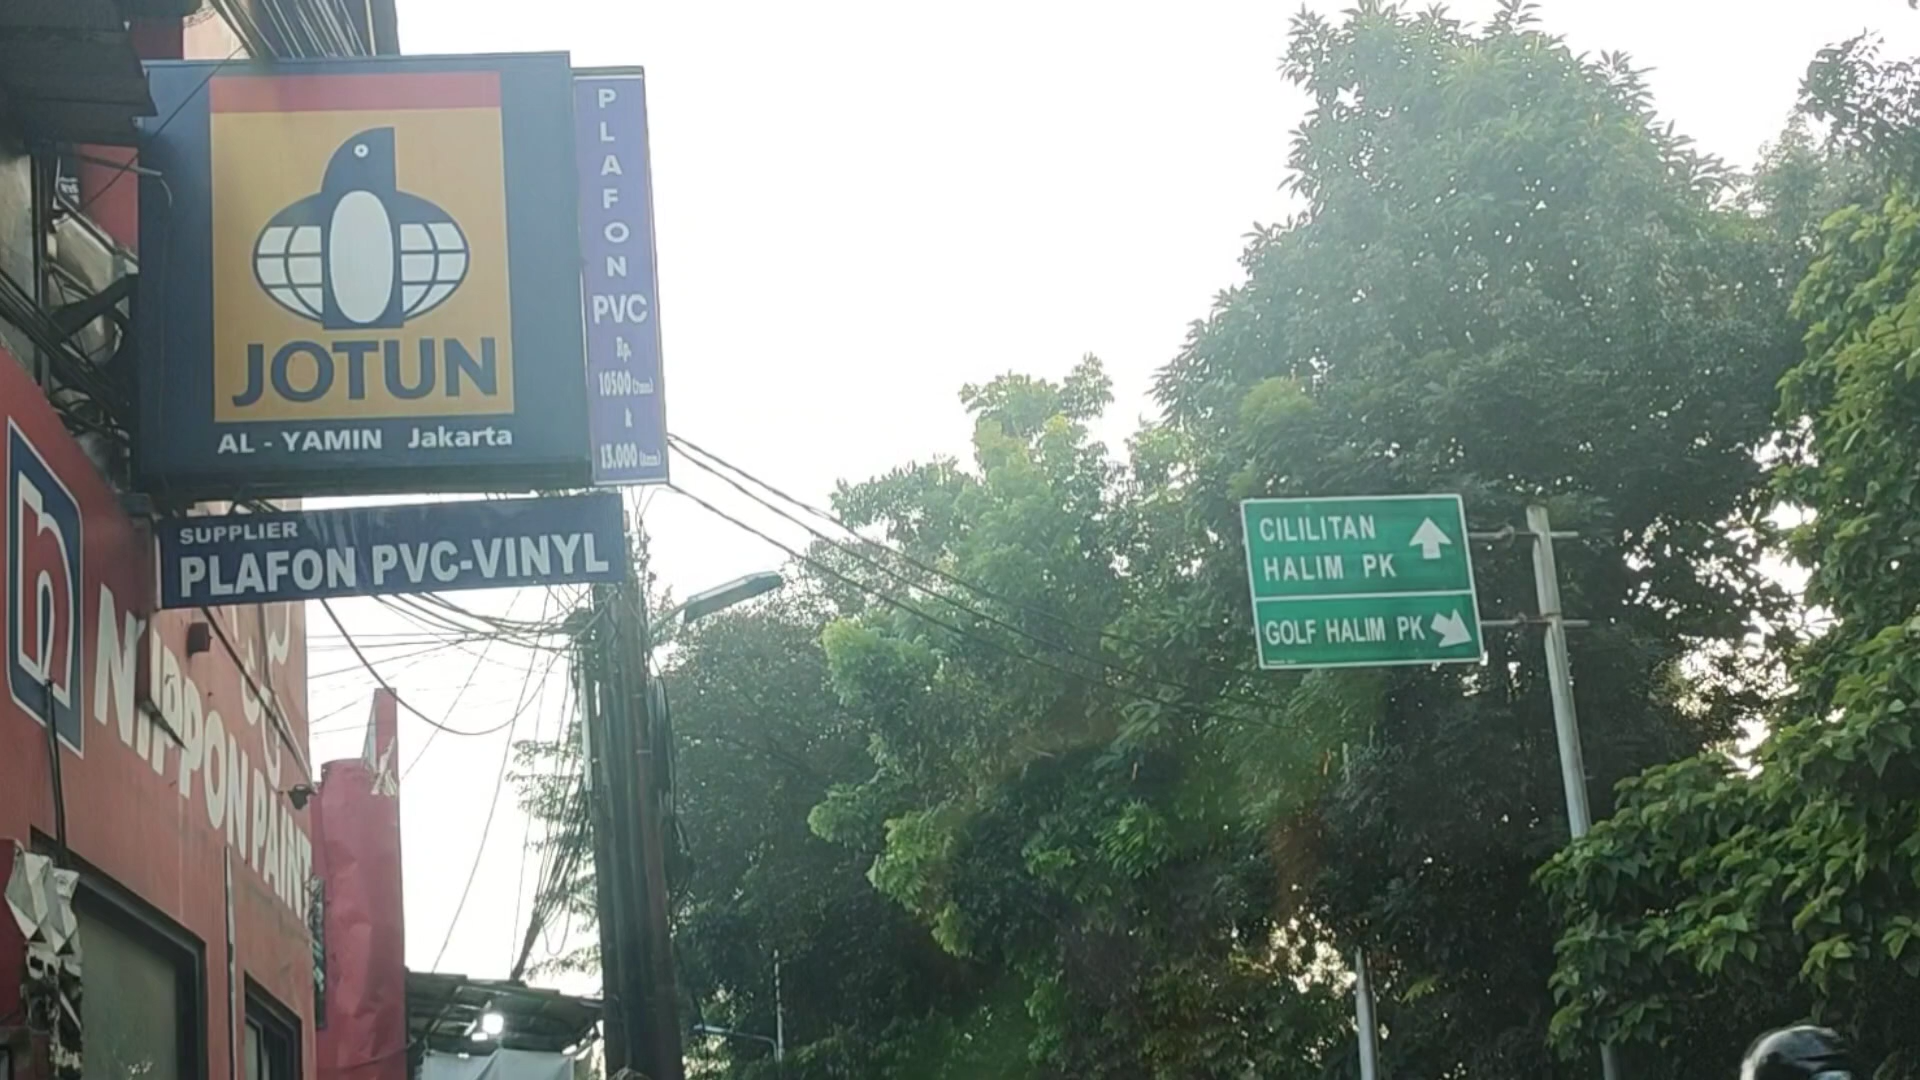 JOTUN
AL - YAMIN Jakarta
PLAFON
PVC
Rp.
10500
13.000
SUPPLIER
PLAFON PVC-VINYL
n
NIPPON PAINT
CILILITAN
HALIM PK
GOLF HALIM PK